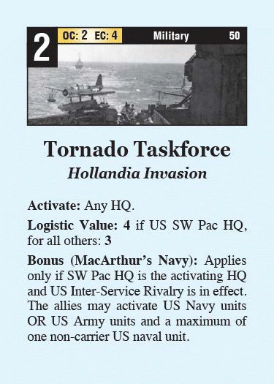 2 OC: 2 EC: 4 Military 50
Tornado Taskforce
Hollandia Invasion
Activate: Any HQ.
Logistic Value: 4 if US SW Pac HQ,
for all others: 3
Bonus (MacArthur's Navy): Applies
only if SW Pac HQ is the activating HQ
and US Inter-Service Rivalry is in effect.
The allies may activate US Navy units
OR US Army units and a maximum of
one non-carrier US naval unit.